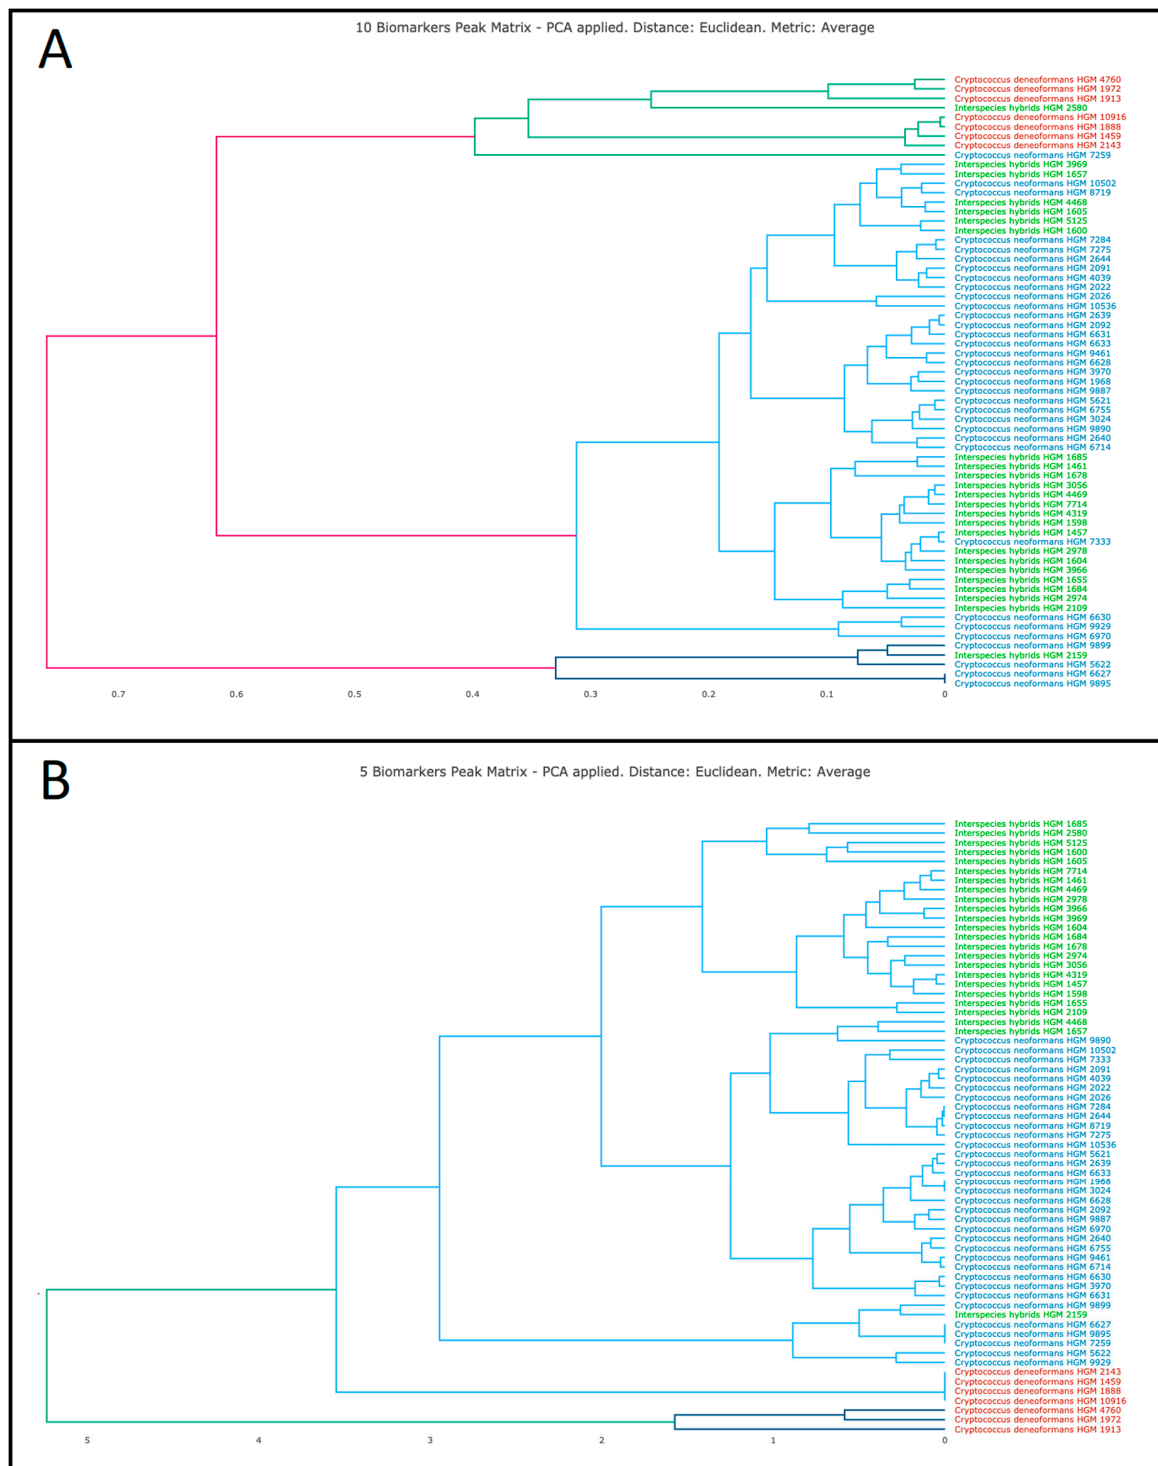 A
10 Biomarkers Peak Matrix - PCA applied. Distance: Euclidean. Metric: Average
Cryptococcus deneoformans HGM 4760
Cryptococcus deneoformans HGM 1972
Cryptococcus deneoformans HGM 1913
Interspecies hybrids HGM 2580
Cryptococcus deneoformans HGM 10916
Cryptococcus deneoformans HGM 1888
Cryptococcus deneoformans HGM 1459
Cryptococcus deneoformans HGM 2143
Cryptococcus neoformans HGM 7259
Interspecies hybrids HGM 3969
Interspecies hybrids HGM 1657
Cryptococcus neoformans HGM 10502
Cryptococcus neoformans HGM 8719
Interspecies hybrids HGM 4468
Interspecies hybrids HGM 1605
Interspecies hybrids HGM 5125
Interspecies hybrids HGM 1600
Cryptococcus neoformans HGM 7284
Cryptococcus neoformans HGM 7275
Cryptococcus neoformans HGM 2644
Cryptococcus neoformans HGM 2091
Cryptococcus neoformans HGM 4039
Cryptococcus neoformans HGM 2022
Cryptococcus neoformans HGM 2026
Cryptococcus neoformans HGM 10536
Cryptococcus neoformans HGM 2639
Cryptococcus neoformans HGM 2092
Cryptococcus neoformans HGM 6631
Cryptococcus neoformans HGM 6633
Cryptococcus neoformans HGM 9461
Cryptococcus neoformans HGM 6628
Cryptococcus neoformans HGM 3970
Cryptococcus neoformans HGM 1968
Cryptococcus neoformans HGM 9887
Cryptococcus neoformans HGM 5621
Cryptococcus neoformans HGM 6755
Cryptococcus neoformans HGM 3024
Cryptococcus neoformans HGM 9890
Cryptococcus neoformans HGM 2640
Cryptococcus neoformans HGM 6714
Interspecies hybrids HGM 1685
Interspecies hybrids HGM 1461
Interspecies hybrids HGM 1678
Interspecies hybrids HGM 3056
Interspecies hybrids HGM 4469
Interspecies hybrids HGM 7714
Interspecies hybrids HGM 4319
Interspecies hybrids HGM 1598
Interspecies hybrids HGM 1457
Cryptococcus neoformans HGM 7333
Interspecies hybrids HGM 2978
Interspecies hybrids HGM 1604
Interspecies hybrids HGM 3966
Interspecies hybrids HGM 1655
Interspecies hybrids HGM 1684
Interspecies hybrids HGM 2974
Interspecies hybrids HGM 2109
Cryptococcus neoformans HGM 6630
Cryptococcus neoformans HGM 9929
Cryptococcus neoformans HGM 6970
Cryptococcus neoformans HGM 9899
Interspecies hybrids HGM 2159
Cryptococcus neoformans HGM 5622
Cryptococcus neoformans HGM 6627
Cryptococcus neoformans HGM 9895
0.7 0.6 0.5 0.4 0.3 0.2 0.1 0
B
5 Biomarkers Peak Matrix - PCA applied. Distance: Euclidean. Metric: Average
Interspecies hybrids HGM 1685
Interspecies hybrids HGM 2580
Interspecies hybrids HGM 5125
Interspecies hybrids HGM 1600
Interspecies hybrids HGM 1605
Interspecies hybrids HGM 7714
Interspecies hybrids HGM 1461
Interspecies hybrids HGM 4469
Interspecies hybrids HGM 2978
Interspecies hybrids HGM 3966
Interspecies hybrids HGM 3969
Interspecies hybrids HGM 1604
Interspecies hybrids HGM 1684
Interspecies hybrids HGM 1678
Interspecies hybrids HGM 2974
Interspecies hybrids HGM 3056
Interspecies hybrids HGM 4319
Interspecies hybrids HGM 1457
Interspecies hybrids HGM 1598
Interspecies hybrids HGM 1655
Interspecies hybrids HGM 2109
Interspecies hybrids HGM 4468
Interspecies hybrids HGM 1657
Cryptococcus neoformans HGM 9890
Cryptococcus neoformans HGM 10502
Cryptococcus neoformans HGM 7333
Cryptococcus neoformans HGM 2091
Cryptococcus neoformans HGM 4039
Cryptococcus neoformans HGM 2022
Cryptococcus neoformans HGM 2026
Cryptococcus neoformans HGM 7284
Cryptococcus neoformans HGM 2644
Cryptococcus neoformans HGM 8719
Cryptococcus neoformans HGM 7275
Cryptococcus neoformans HGM 10536
Cryptococcus neoformans HGM 5621
Cryptococcus neoformans HGM 2639
Cryptococcus neoformans HGM 6633
Cryptococcus neoformans HGM 1968
Cryptococcus neoformans HGM 3024
Cryptococcus neoformans HGM 6628
Cryptococcus neoformans HGM 2092
Cryptococcus neoformans HGM 9887
Cryptococcus neoformans HGM 6970
Cryptococcus neoformans HGM 2640
Cryptococcus neoformans HGM 6755
Cryptococcus neoformans HGM 9461
Cryptococcus neoformans HGM 6714
Cryptococcus neoformans HGM 6630
Cryptococcus neoformans HGM 3970
Cryptococcus neoformans HGM 6631
Cryptococcus neoformans HGM 9899
Interspecies hybrids HGM 2159
Cryptococcus neoformans HGM 6627
Cryptococcus neoformans HGM 9895
Cryptococcus neoformans HGM 7259
Cryptococcus neoformans HGM 5622
Cryptococcus neoformans HGM 9929
Cryptococcus deneoformans HGM 2143
Cryptococcus deneoformans HGM 1459
Cryptococcus deneoformans HGM 1888
Cryptococcus deneoformans HGM 10916
Cryptococcus deneoformans HGM 4760
Cryptococcus deneoformans HGM 1972
Cryptococcus deneoformans HGM 1913
5 4 3 2 1 0